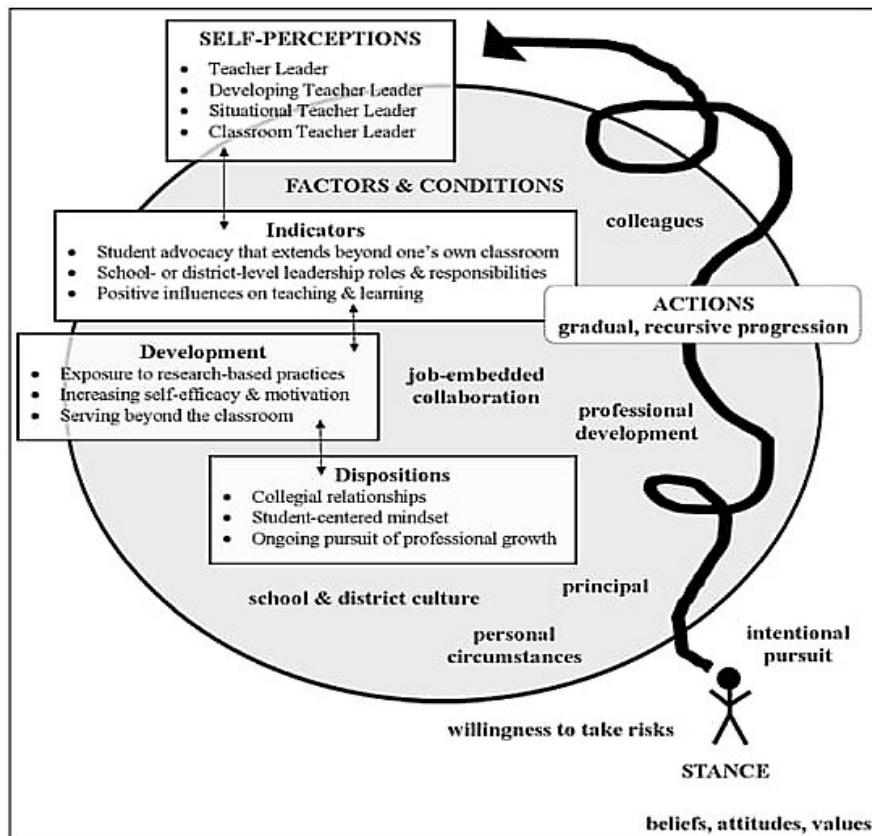 SELF-PERCEPTIONS
• Teacher Leader
• Developing Teacher Leader
• Situational Teacher Leader
• Classroom Teacher Leader
FACTORS & CONDITIONS
colleagues
Indicators
• Student advocacy that extends beyond one's own classroom
• School- or district-level leadership roles & responsibilities
• Positive influences on teaching & learning
ACTIONS
gradual, recursive progression
Development
• Exposure to research-based practices
• Increasing self-efficacy & motivation
• Serving beyond the classroom
job-embedded
collaboration
professional
development
Dispositions
• Collegial relationships
• Student-centered mindset
• Ongoing pursuit of professional growth
school & district culture
principal
personal
circumstances
intentional
pursuit
willingness to take risks
STANCE
beliefs, attitudes, values